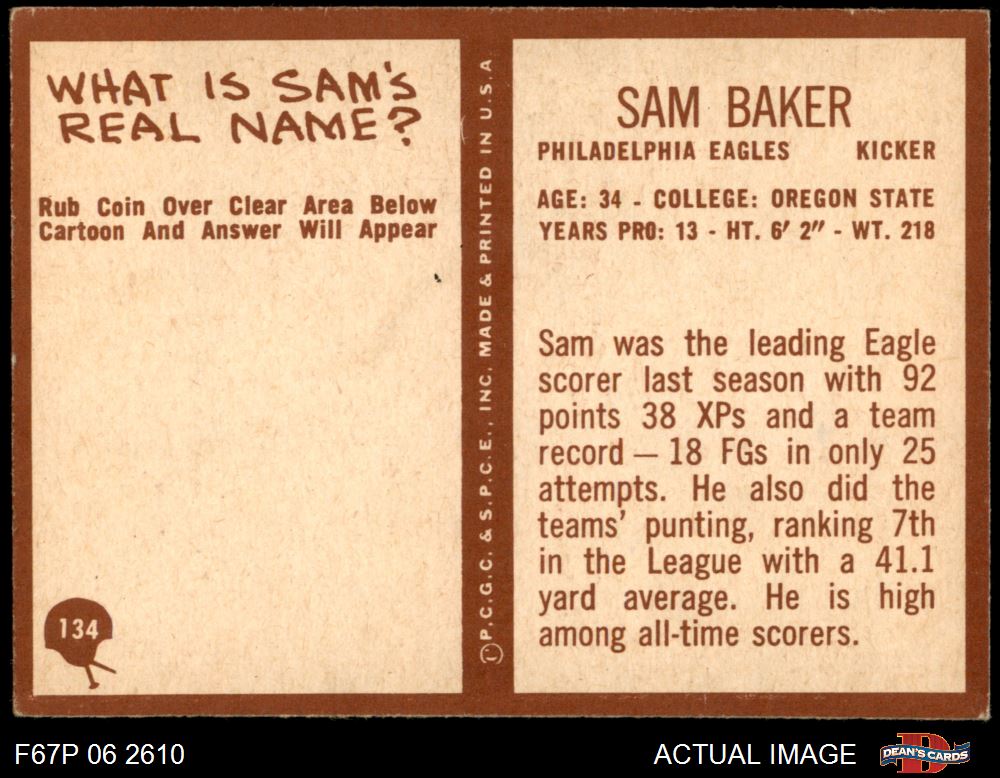 WHAT IS SAM'S
REAL NAME?
Rub Coin Over Clear Area Below
Cartoon And Answer Will Appear
134
Ⓟ P.C.G.C. & S.P.C.E., INC. MADE & PRINTED IN U.S.A
SAM BAKER
PHILADELPHIA EAGLES KICKER
AGE: 34 - COLLEGE: OREGON STATE
YEARS PRO: 13 - HT. 6' 2" - WT. 218
Sam was the leading Eagle
scorer last season with 92
points 38 XPs and a team
record — 18 FGs in only 25
attempts. He also did the
teams' punting, ranking 7th
in the League with a 41.1
yard average. He is high
among all-time scorers.
F67P 06 2610
ACTUAL IMAGE
D
DEAN'S CARDS